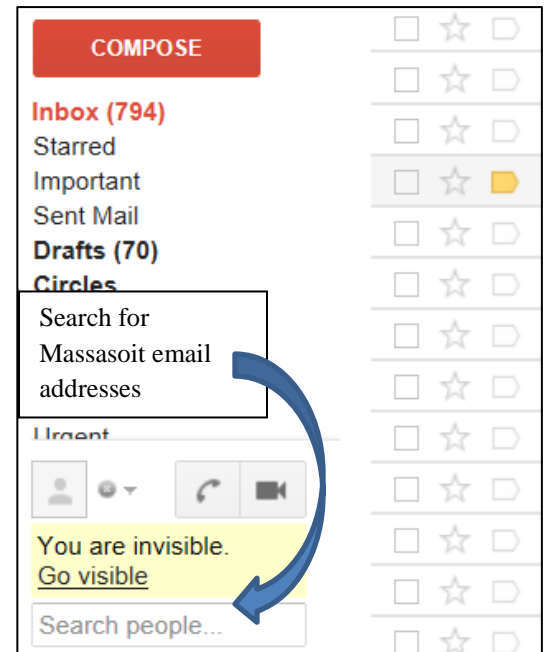 COMPOSE
Inbox (794)
Starred
Important
Sent Mail
Drafts (70)
Circles
Search for
Massasoit email
addresses
Urgent
You are invisible.
Go visible
Search people...